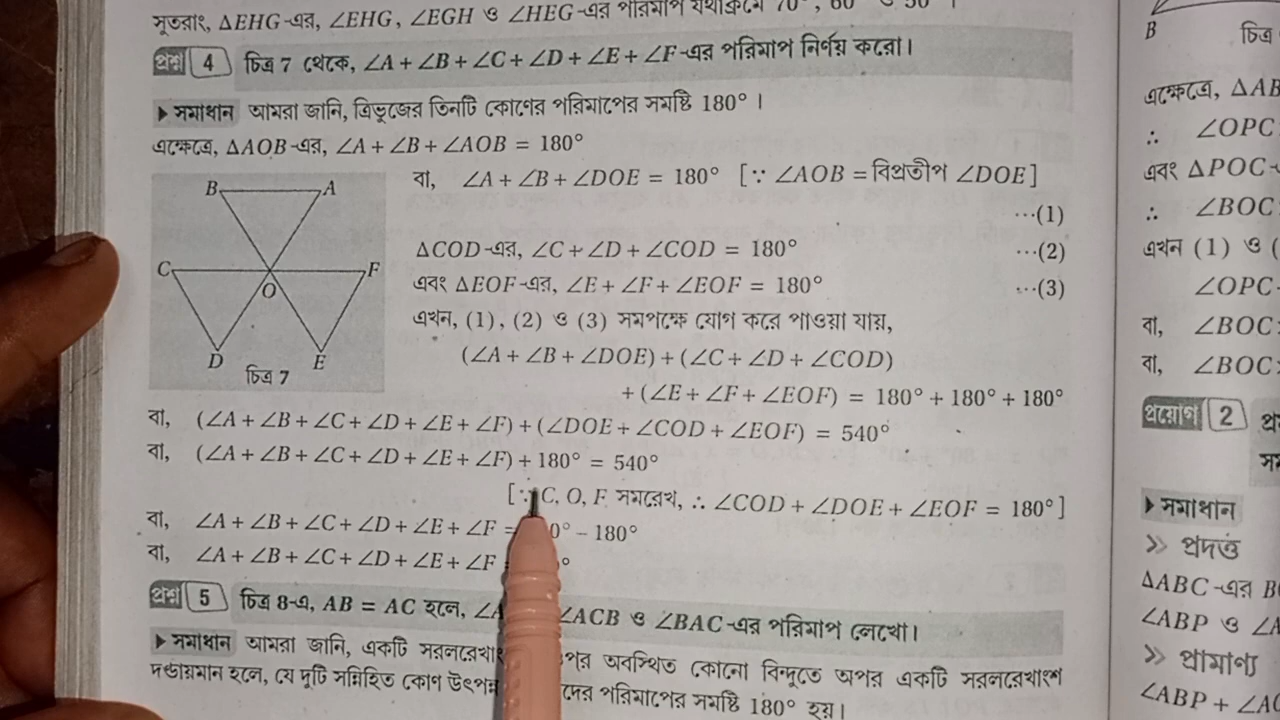 সুতরাং, ΔEHG-এর, ∠EHG, ∠EGH ও ∠HEG-এর পরিমাপ যথাক্রমে 70°, 60°
প্রশ্ন 4 চিত্র 7 থেকে, ∠A + ∠B + ∠C + ∠D + ∠E + ∠F-এর পরিমাপ নির্ণয় করো।
▶ সমাধান আমরা জানি, ত্রিভুজের তিনটি কোণের পরিমাপের সমষ্টি 180° ।
এক্ষেত্রে, ΔAOB-এর, ∠A + ∠B + ∠AOB = 180°
বা, ∠A + ∠B + ∠DOE = 180° [∵ ∠AOB = বিপ্রতীপ ∠DOE]
···(1)
B A
C F
O
D E
চিত্র 7
ΔCOD-এর, ∠C + ∠D + ∠COD = 180° ···(2)
এবং ΔEOF-এর, ∠E + ∠F + ∠EOF = 180° ···(3)
এখন, (1), (2) ও (3) সমপক্ষে যোগ করে পাওয়া যায়,
(∠A + ∠B + ∠DOE) + (∠C + ∠D + ∠COD)
+ (∠E + ∠F + ∠EOF) = 180° + 180° + 180°
বা, (∠A + ∠B + ∠C + ∠D + ∠E + ∠F) + (∠DOE + ∠COD + ∠EOF) = 540°
বা, (∠A + ∠B + ∠C + ∠D + ∠E + ∠F) + 180° = 540°
[∵ C, O, F সমরেখ, ∴ ∠COD + ∠DOE + ∠EOF = 180°]
বা, ∠A + ∠B + ∠C + ∠D + ∠E + ∠F = 0° – 180°
বা, ∠A + ∠B + ∠C + ∠D + ∠E + ∠F
প্রশ্ন 5 চিত্র 8-এ, AB = AC হলে, ∠ACB ও ∠BAC-এর পরিমাপ লেখো।
▶ সমাধান আমরা জানি, একটি অবস্থিত কোনো বিন্দুতে অপর একটি সরলরেখাংশ
দণ্ডায়মান হলে, যে দুটি সন্নিহিত কোণ উৎপন্ন পরিমাপের সমষ্টি 180° হয়।
B চিত্র
এক্ষেত্রে, ΔAB
∴ ∠OPC
এবং ΔPOC-
∴ ∠BOC
এখন (1) ও (
∠OPC
বা, ∠BOC
বা, ∠BOC
প্রয়োগ 2
▶ সমাধান
>> প্রদত্ত
ΔABC-এর B
∠ABP ও ∠A
>> প্রামাণ্য
∠ABP + ∠A